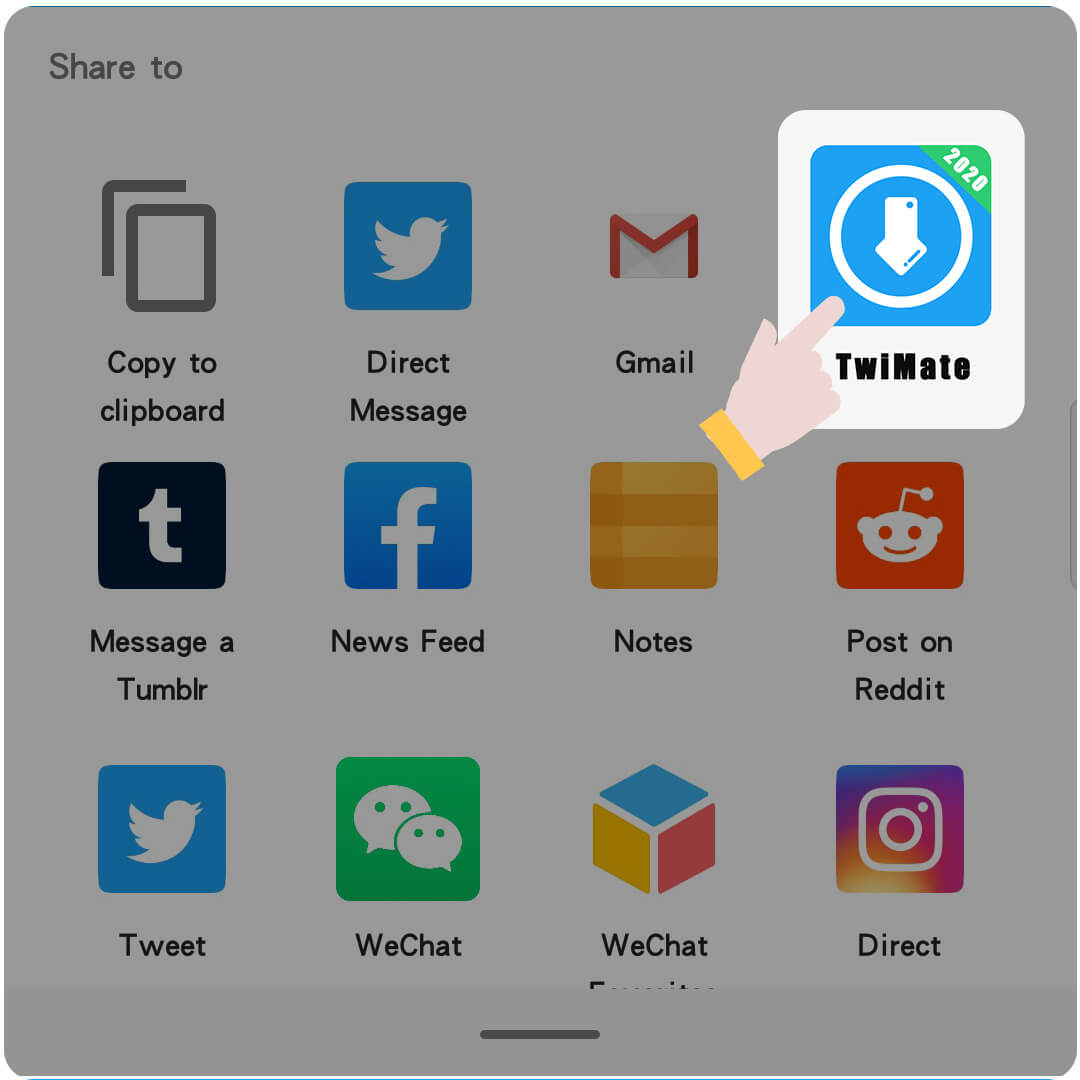 Share to
2020
Copy to
clipboard
Direct
Message
Gmail
TwiMate
Message a
Tumblr
News Feed
Notes
Post on
Reddit
Tweet
WeChat
WeChat
Direct